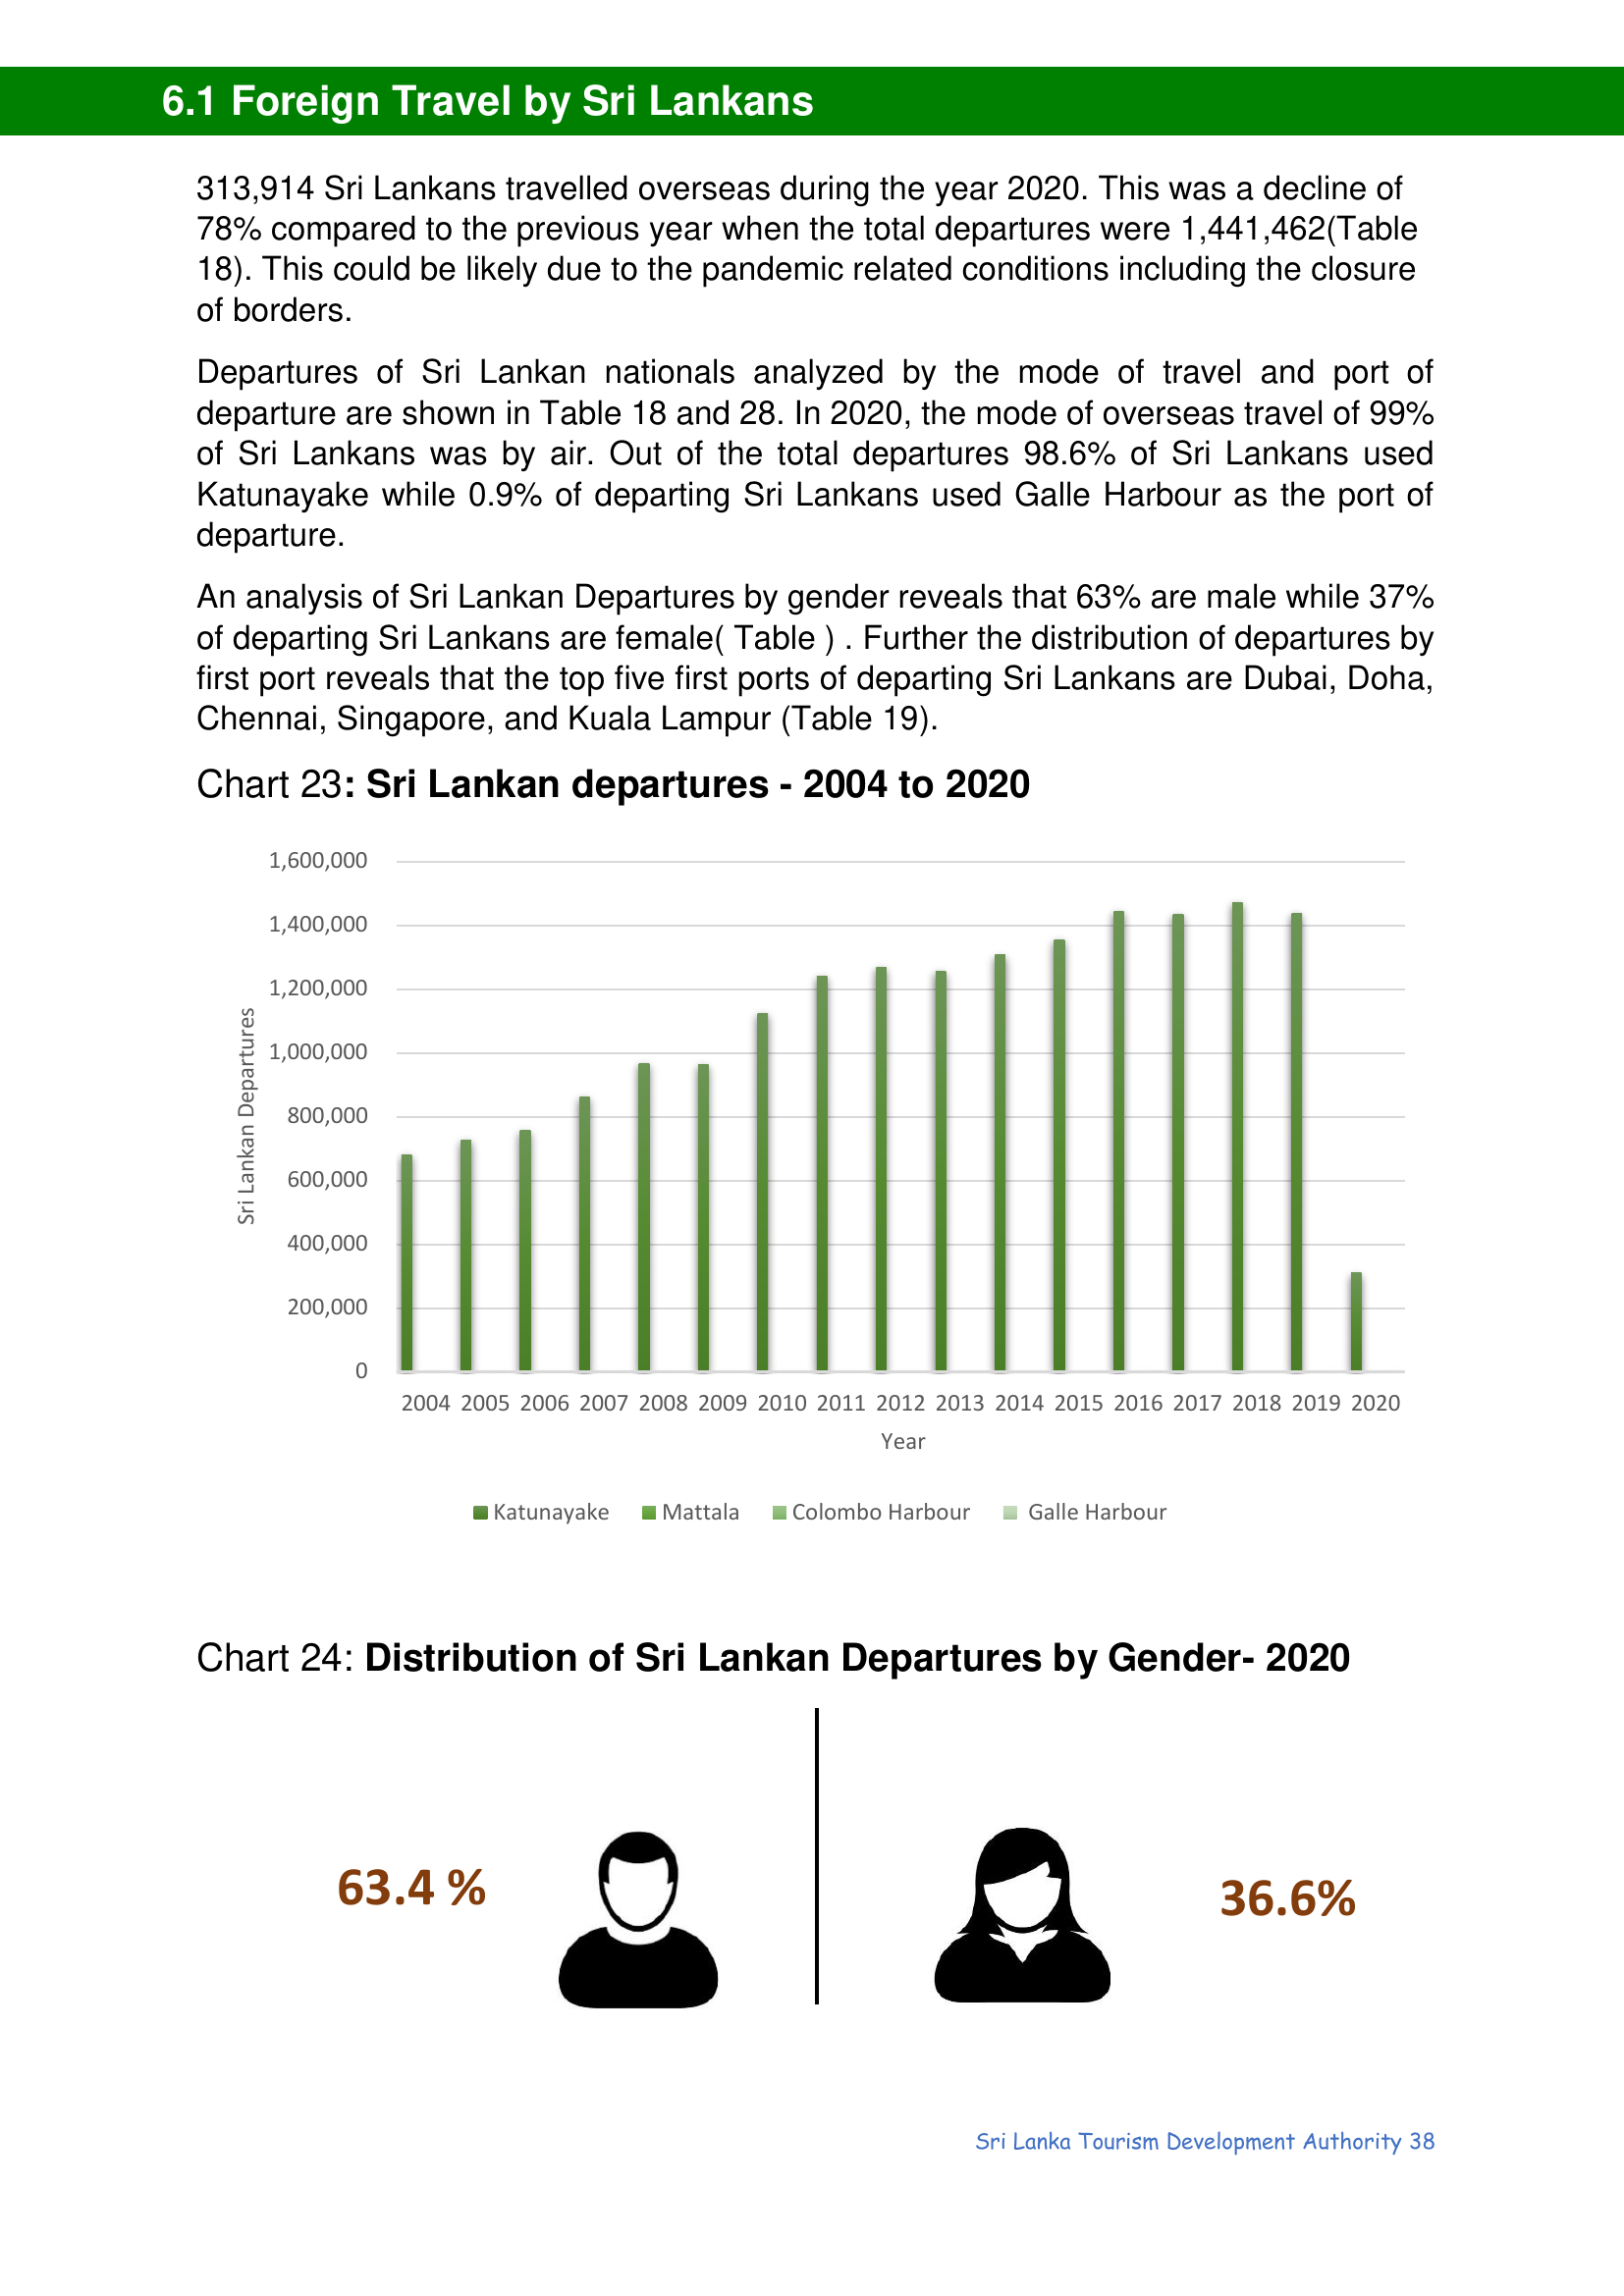 6.1 Foreign Travel by Sri Lankans
313,914 Sri Lankans travelled overseas during the year 2020. This was a decline of
78% compared to the previous year when the total departures were 1,441,462(Table
18). This could be likely due to the pandemic related conditions including the closure
of borders.
Departures of Sri Lankan nationals analyzed by the mode of travel and port of
departure are shown in Table 18 and 28. In 2020, the mode of overseas travel of 99%
of Sri Lankans was by air. Out of the total departures 98.6% of Sri Lankans used
Katunayake while 0.9% of departing Sri Lankans used Galle Harbour as the port of
departure.
An analysis of Sri Lankan Departures by gender reveals that 63% are male while 37%
of departing Sri Lankans are female( Table ) . Further the distribution of departures by
first port reveals that the top five first ports of departing Sri Lankans are Dubai, Doha,
Chennai, Singapore, and Kuala Lampur (Table 19).
Chart 23: Sri Lankan departures - 2004 to 2020
1,600,000
1,400,000
1,200,000
1,000,000
800,000
600,000
400,000
200,000
0
Sri Lankan Departures
2004 2005 2006 2007 2008 2009 2010 2011 2012 2013 2014 2015 2016 2017 2018 2019 2020
Year
Katunayake Mattala Colombo Harbour Galle Harbour
Chart 24: Distribution of Sri Lankan Departures by Gender- 2020
63.4 %
36.6%
Sri Lanka Tourism Development Authority 38